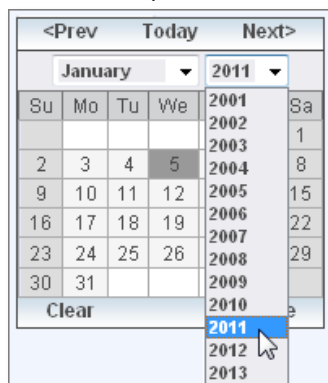 <Prev Today Next>
January 2011
Su Mo Tu We 2001 Sa
2002 1
2003
2 3 4 5 2004 8
9 10 11 12 2005 15
16 17 18 19 2006 22
2007
23 24 25 26 2008 29
30 31 2009
Clear 2010
2011
2012
2013